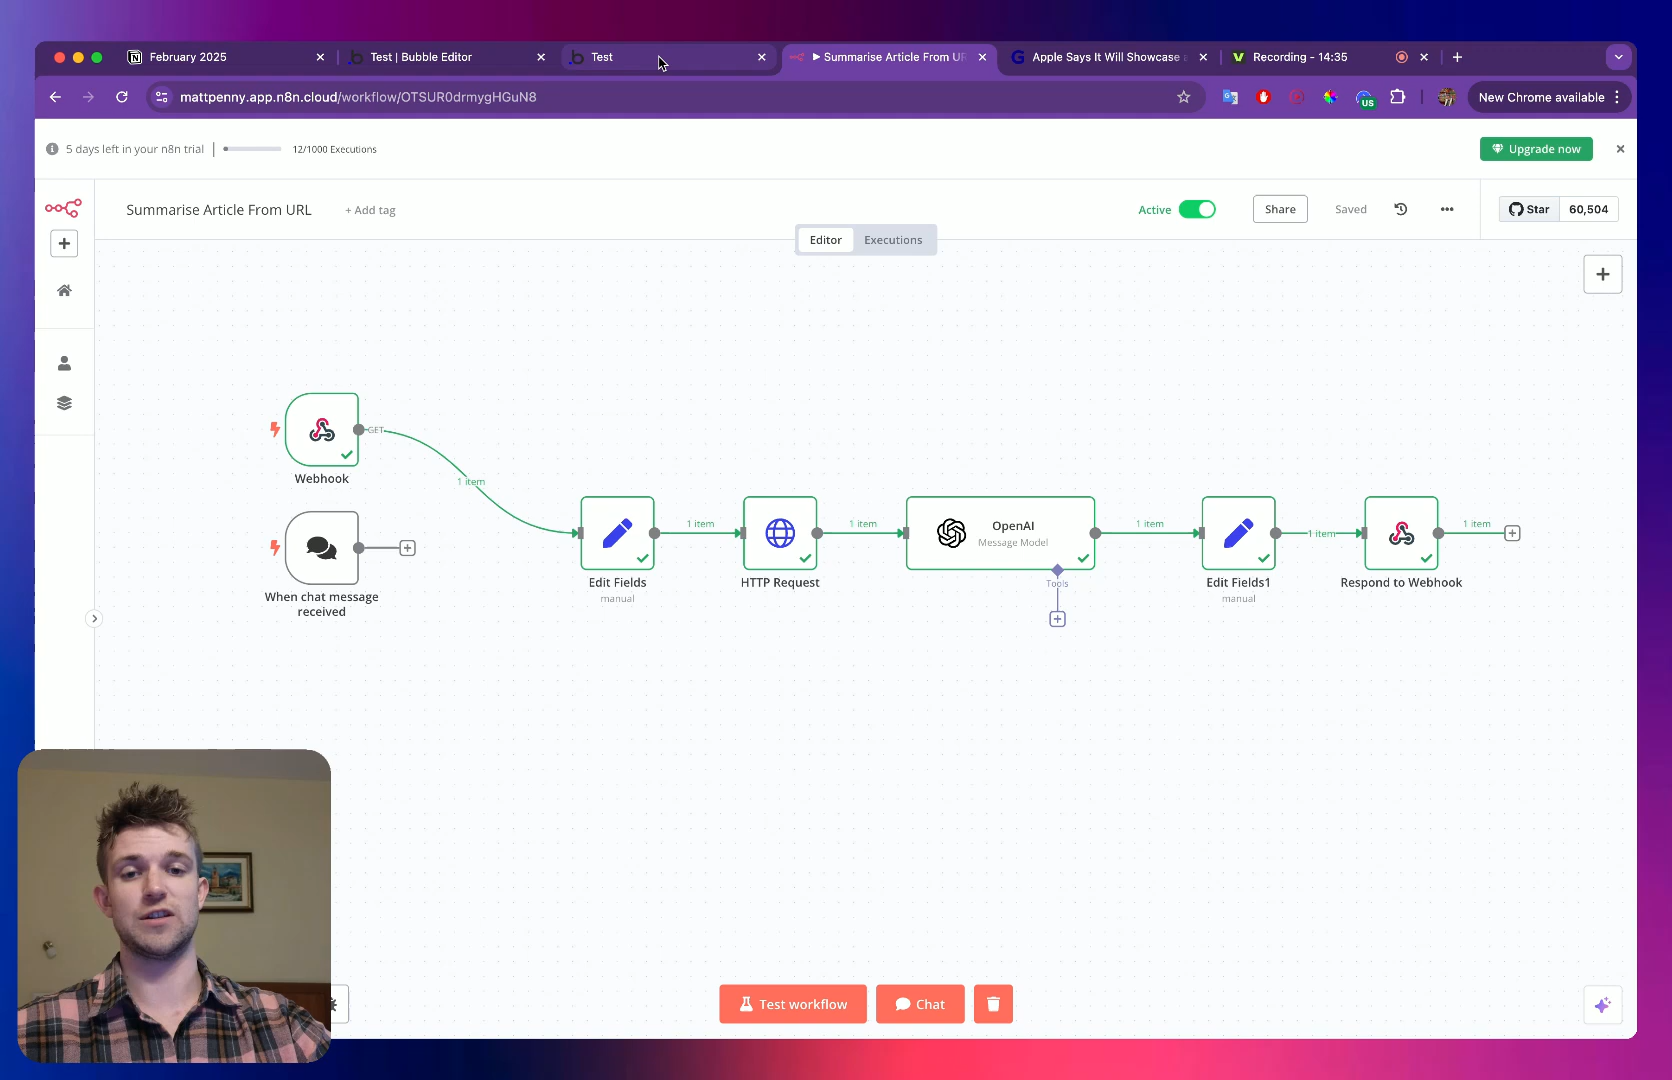 February 2025
Test | Bubble Editor
Test
Summarise Article From
Apple Says It Will Showcase
Recording - 14:35
mattpenny.app.n8n.cloud/workflow/OTSUR0drmygHGuN8
US
New Chrome available
5 days left in your n8n trial
12/1000 Executions
Upgrade now
Summarise Article From URL
+ Add tag
Active
Share
Saved
Star
60,504
Editor
Executions
GET
Webhook
1 item
When chat message
received
Edit Fields
manual
1 item
HTTP Request
1 item
OpenAI
Message Model
Tools
1 item
Edit Fields1
manual
1 item
Respond to Webhook
1 item
Test workflow
Chat